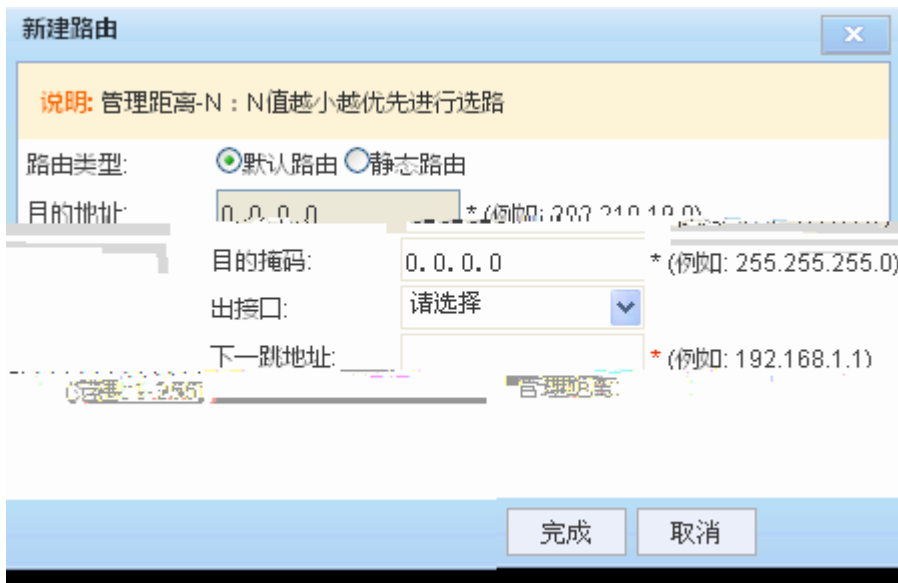 新建路由
说明: 管理距离-N：N值越小越优先进行选路
路由类型: 默认路由 静态路由
目的地址: 0.0.0.0 * (例如:
目的掩码: 0.0.0.0 * (例如: 255.255.255.0)
出接口: 请选择
下一跳地址: * (例如: 192.168.1.1)
管理距离:
完成 取消